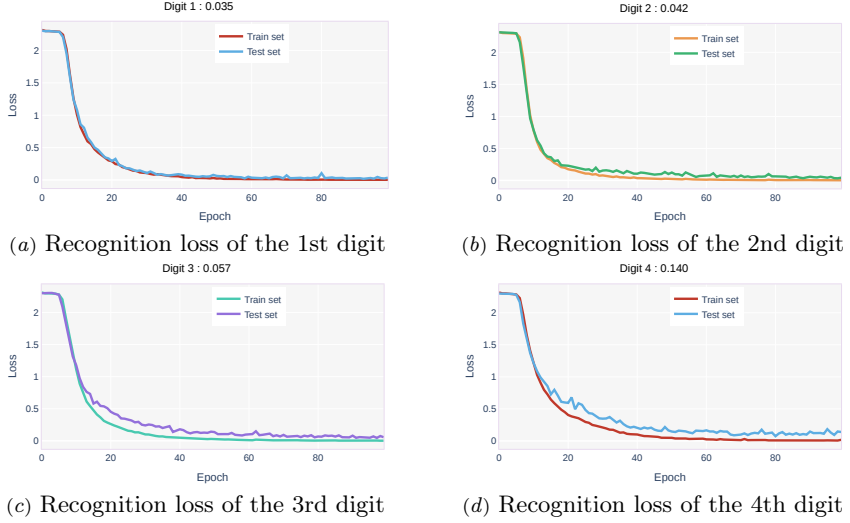 Digit 1 : 0.035
Train set
Test set
Loss
2
1.5
1
0.5
0
0
20
40
60
80
Epoch
(a) Recognition loss of the 1st digit
Digit 2 : 0.042
Train set
Test set
Loss
2
1.5
1
0.5
0
0
20
40
60
80
Epoch
(b) Recognition loss of the 2nd digit
Digit 3 : 0.057
Train set
Test set
Loss
2
1.5
1
0.5
0
0
20
40
60
80
Epoch
(c) Recognition loss of the 3rd digit
Digit 4 : 0.140
Train set
Test set
Loss
2
1.5
1
0.5
0
0
20
40
60
80
Epoch
(d) Recognition loss of the 4th digit